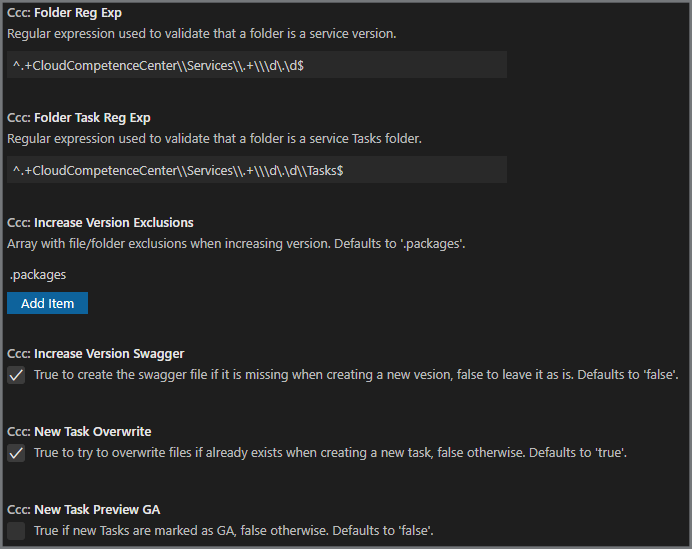 Ccc: Folder Reg Exp
Regular expression used to validate that a folder is a service version.
^.+CloudCompetenceCenter\\Services\\.+\\\d\.\d$
Ccc: Folder Task Reg Exp
Regular expression used to validate that a folder is a service Tasks folder.
^.+CloudCompetenceCenter\\Services\\.+\\\d\.\d\\Tasks$
Ccc: Increase Version Exclusions
Array with file/folder exclusions when increasing version. Defaults to '.packages'.
.packages
Add Item
Ccc: Increase Version Swagger
True to create the swagger file if it is missing when creating a new vesion, false to leave it as is. Defaults to 'false'.
Ccc: New Task Overwrite
True to try to overwrite files if already exists when creating a new task, false otherwise. Defaults to 'true'.
Ccc: New Task Preview GA
True if new Tasks are marked as GA, false otherwise. Defaults to 'false'.